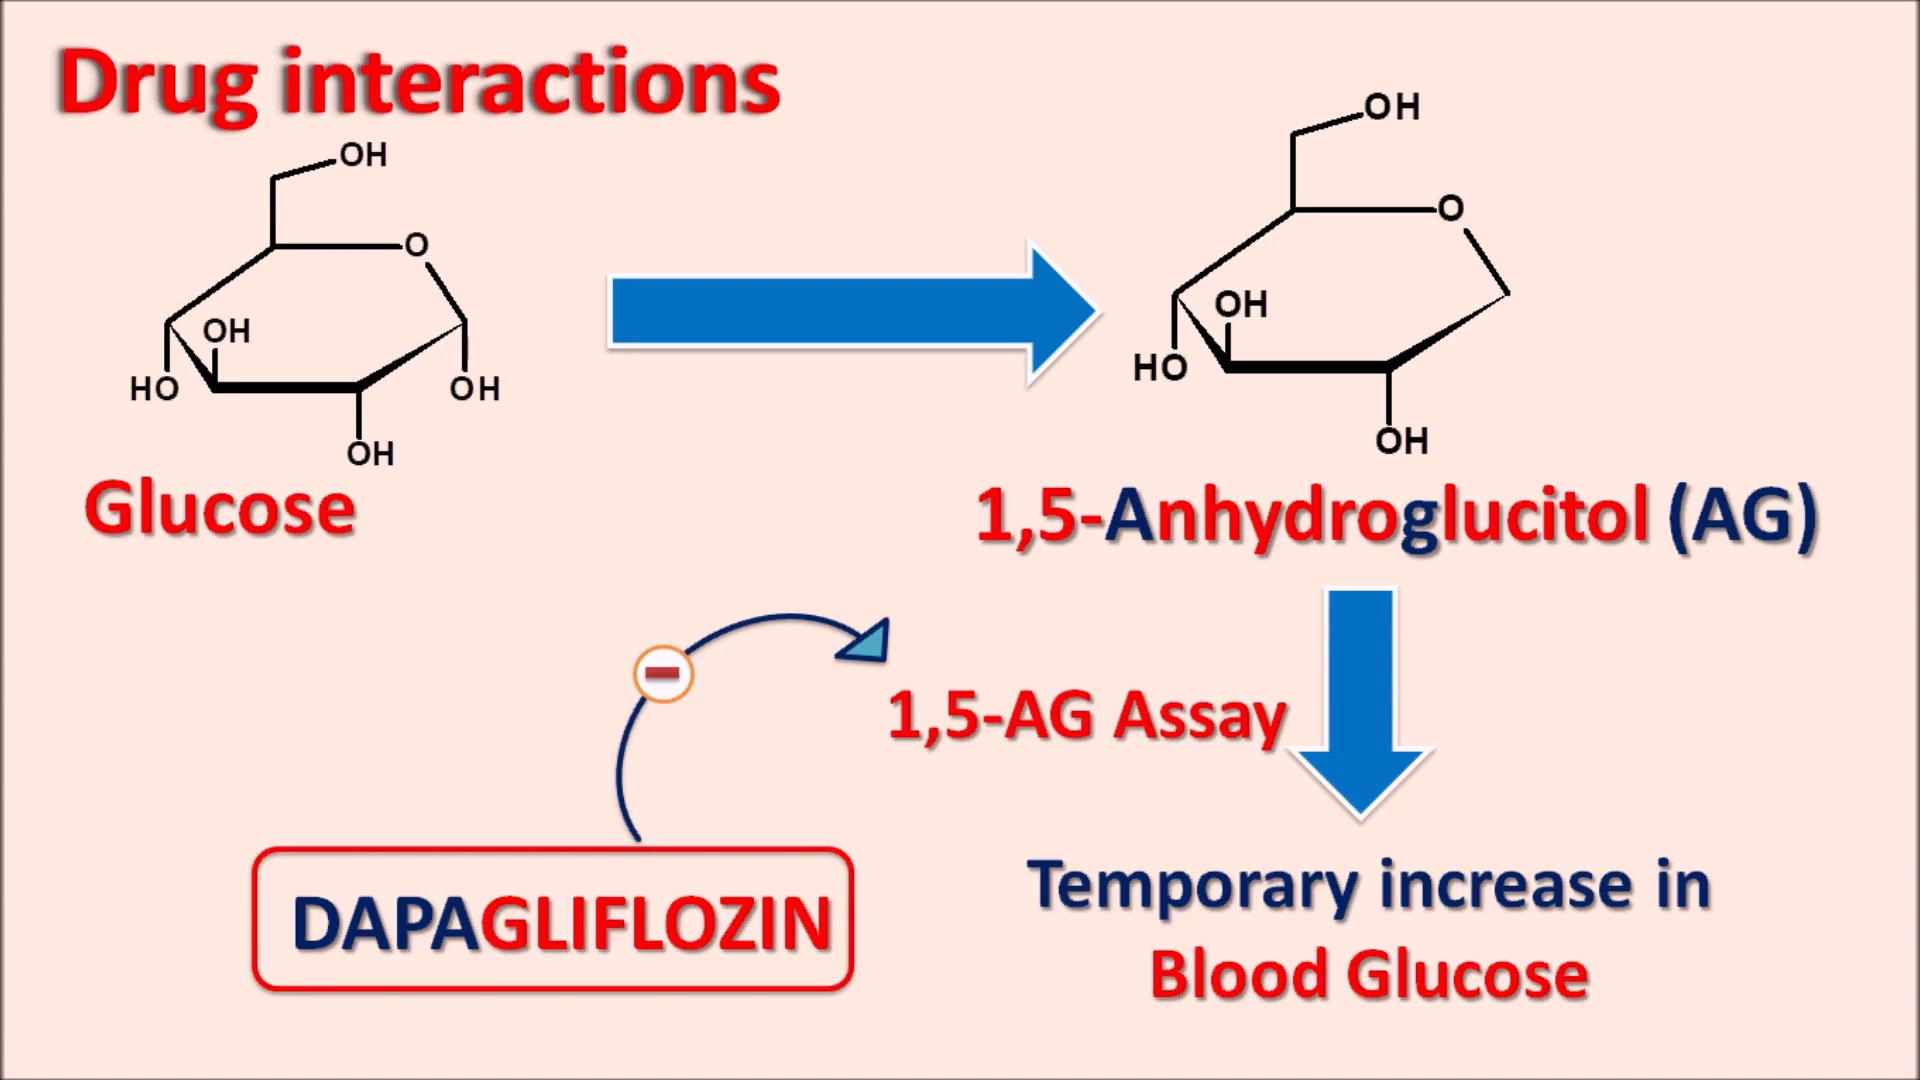 Drug interactions
OH
O
OH
HO
OH
OH
Glucose
OH
O
OH
HO
OH
1,5-Anhydroglucitol (AG)
1,5-AG Assay
DAPAGLIFLOZIN
Temporary increase in
Blood Glucose